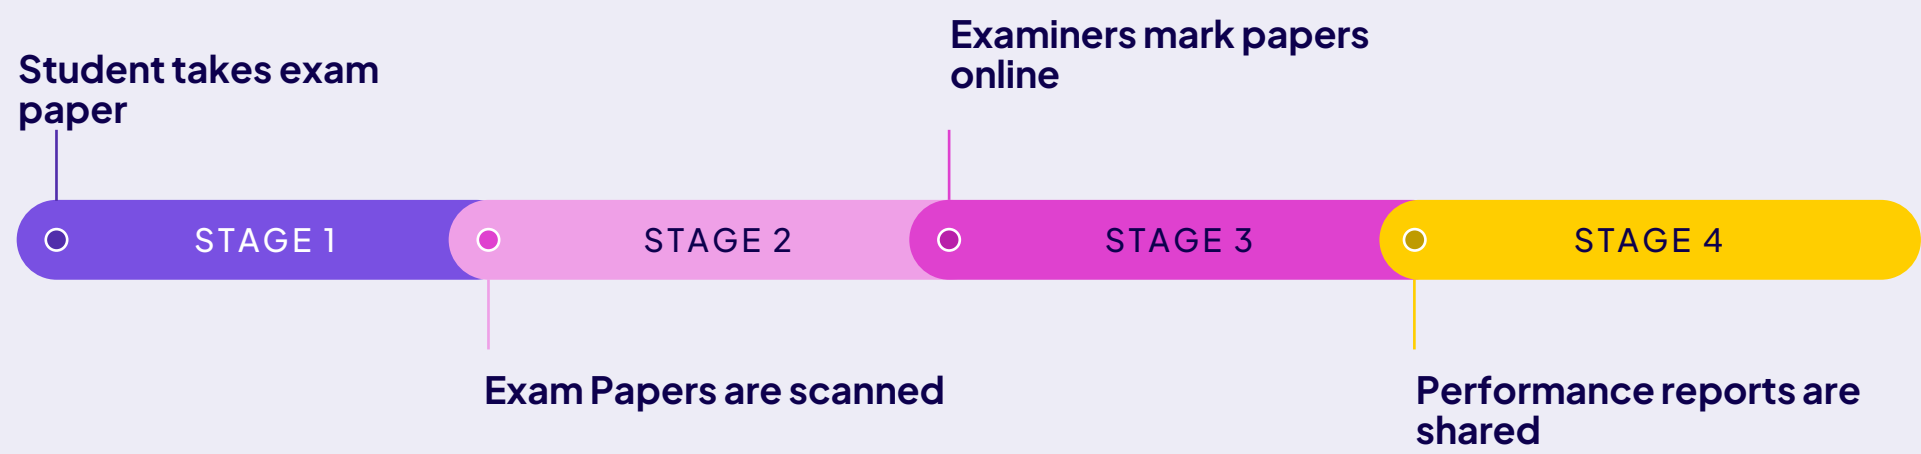 Student takes exam
paper
Examiners mark papers
online
STAGE 1
STAGE 2
STAGE 3
STAGE 4
Exam Papers are scanned
Performance reports are
shared